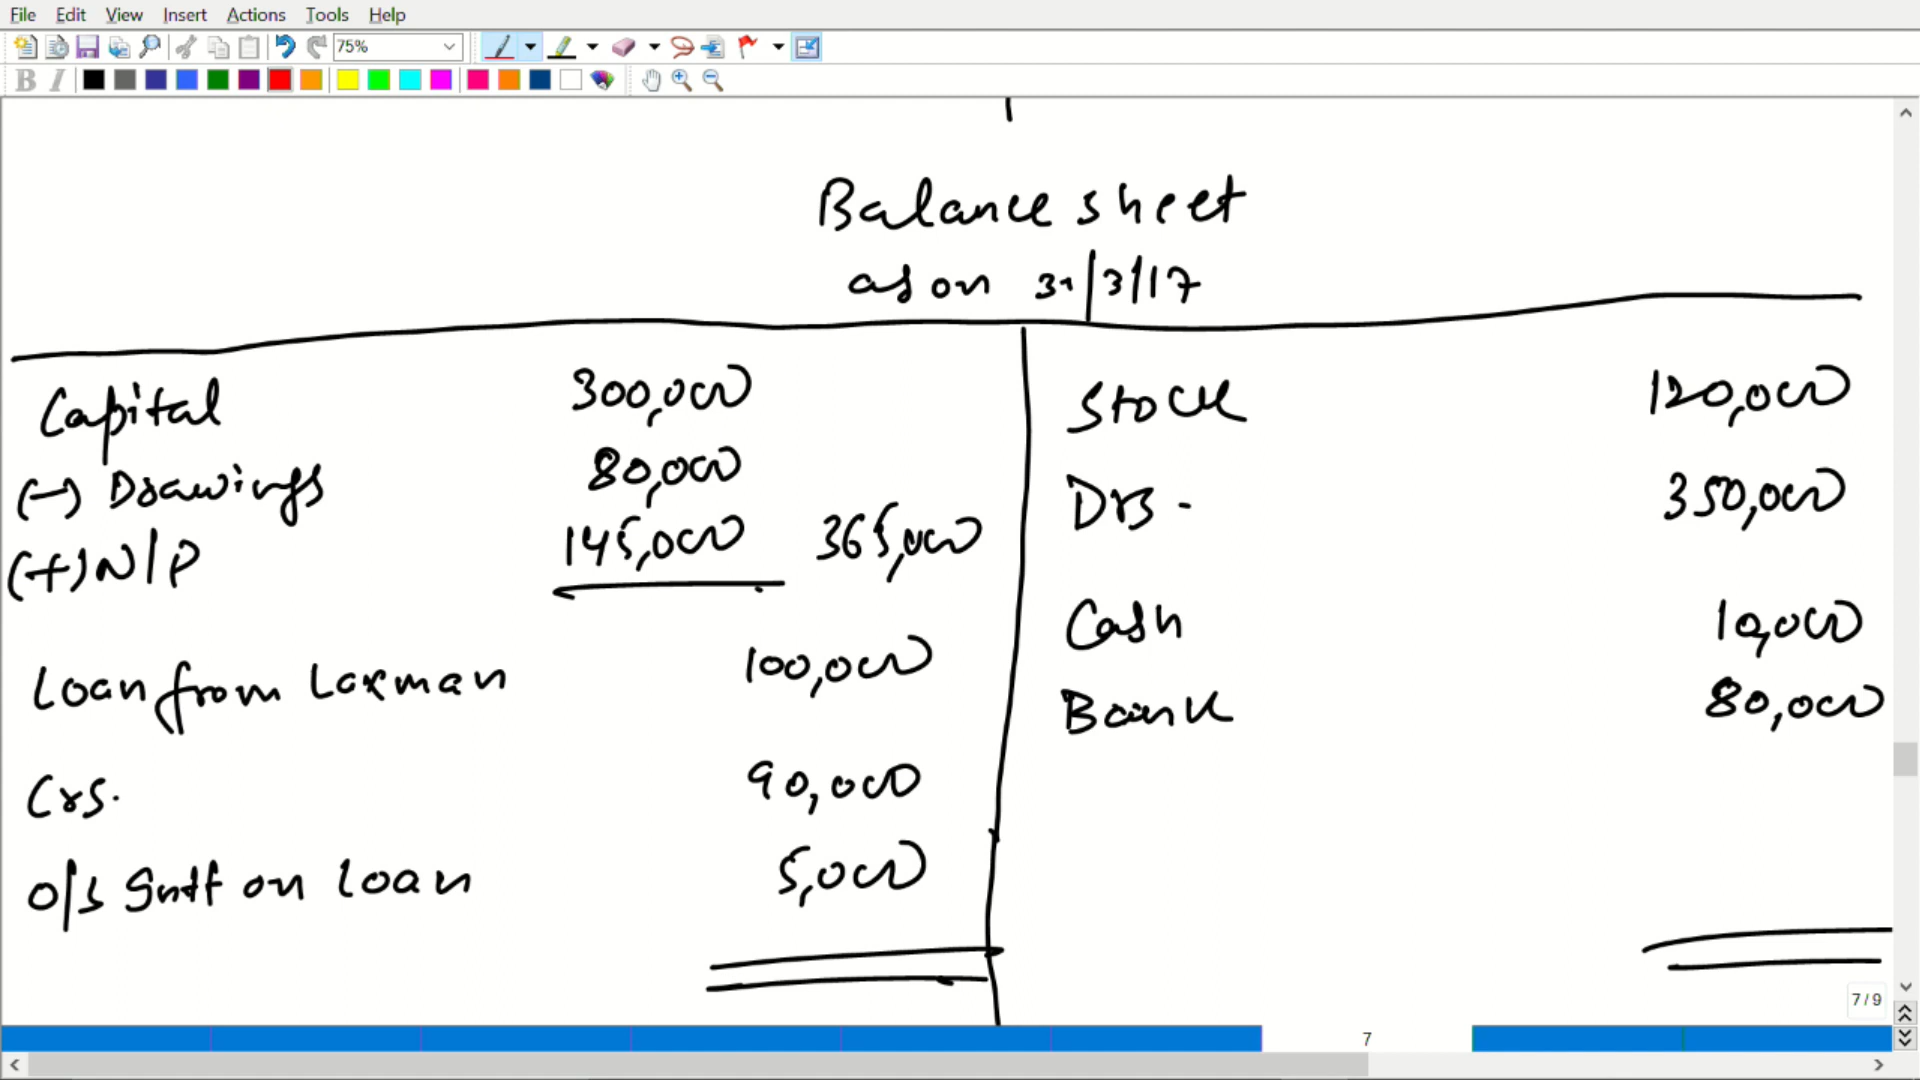 File Edit View Insert Actions Tools Help
75%
B I
Balance sheet
as on 31/3/17
Capital 300,000
(-) Drawings 80,000
(+) N/P 145,000 365,000
Loan from Laxman 100,000
Crs. 90,000
o/s Intt on loan 5,000
Stock 120,000
Drs. 350,000
Cash 10,000
Bank 80,000
7 / 9
7